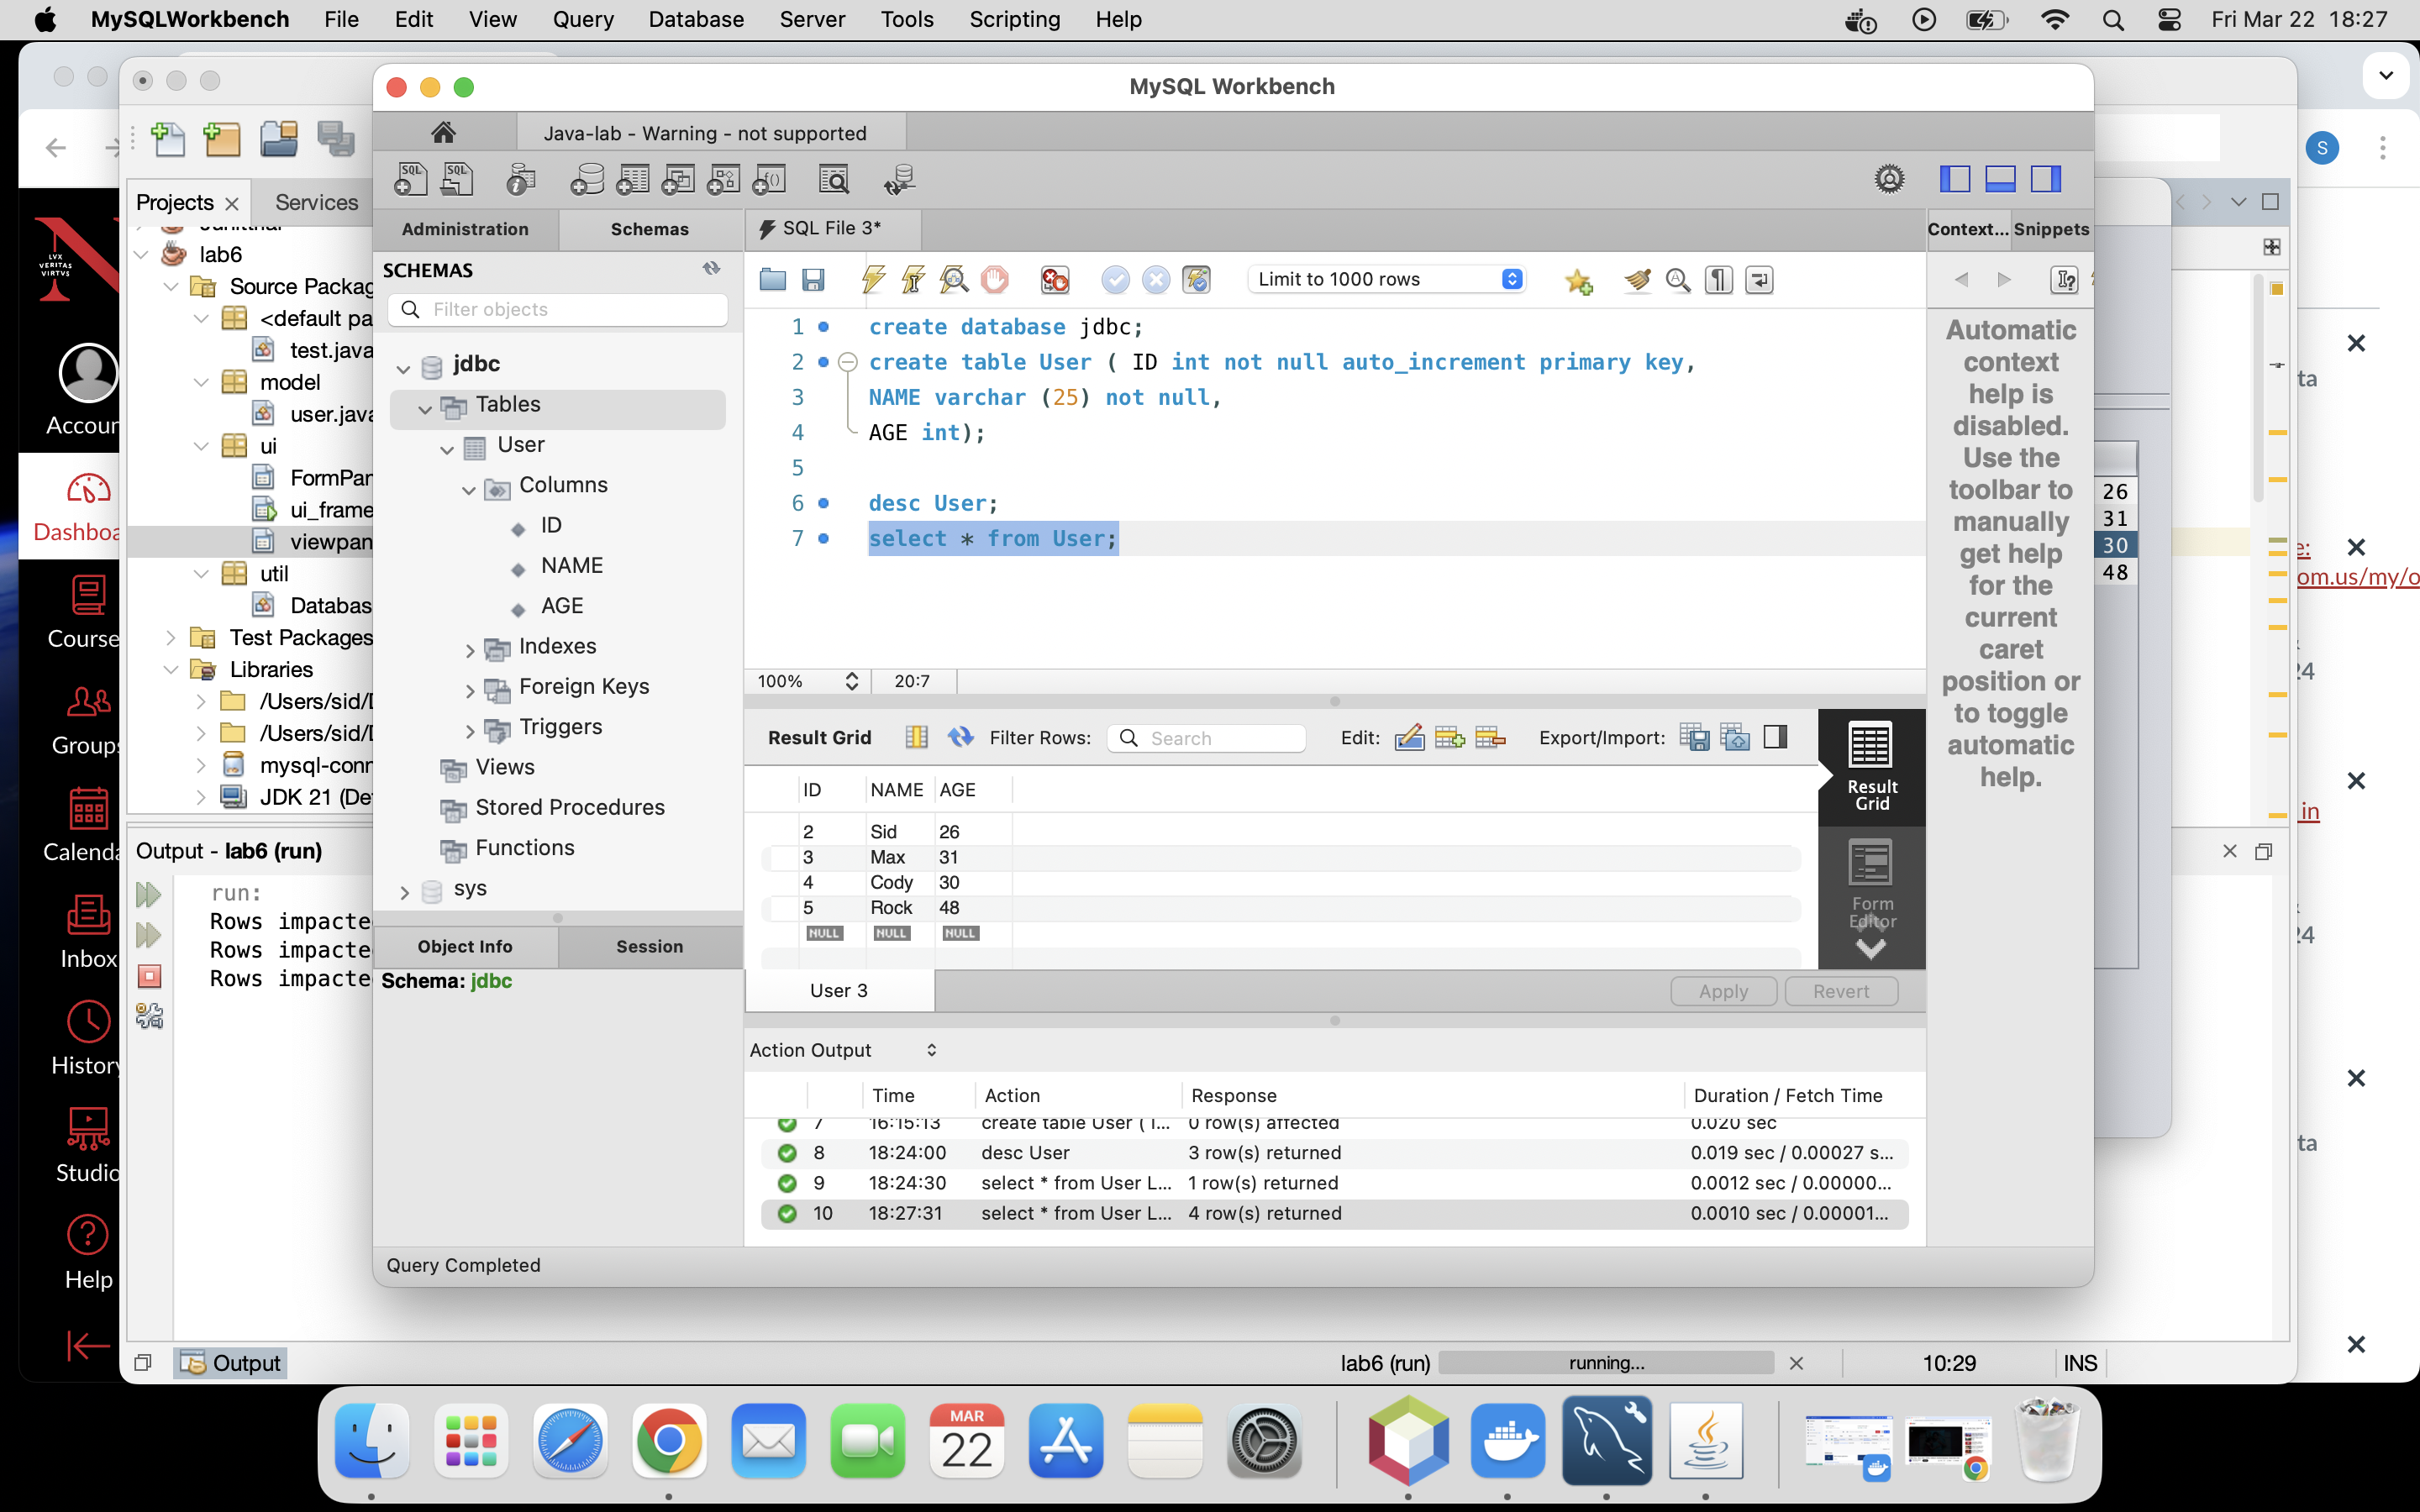 MySQLWorkbench File Edit View Query Database Server Tools Scripting Help Fri Mar 22 18:27
MySQL Workbench
Java-lab - Warning - not supported
S
Projects Services
Administration Schemas
SQL File 3*
Context... Snippets
SCHEMAS
Filter objects
Limit to 1000 rows
LVX
VERITAS
VIRTVS
Accoun
Dashboa
Course
Groups
Calenda
Inbox
History
Studio
Help
lab6
Source Packag
<default pa
test.java
model
user.java
ui
FormPan
ui_frame
viewpan
util
Databas
Test Packages
Libraries
/Users/sid/D
/Users/sid/D
mysql-conn
JDK 21 (De
Output - lab6 (run)
run:
Rows impacte
Rows impacte
Rows impacte
jdbc
Tables
User
Columns
ID
NAME
AGE
Indexes
Foreign Keys
Triggers
Views
Stored Procedures
Functions
sys
Object Info Session
Schema: jdbc
1 create database jdbc;
2 create table User ( ID int not null auto_increment primary key,
3 NAME varchar (25) not null,
4 AGE int);
5
6 desc User;
7 select * from User;
100% 20:7
Result Grid Filter Rows: Search Edit: Export/Import:
ID NAME AGE
2 Sid 26
3 Max 31
4 Cody 30
5 Rock 48
NULL NULL NULL
Result
Grid
Form
Editor
User 3 Apply Revert
Action Output
Time Action Response Duration / Fetch Time
7 16:15:13 create table User ( I... 0 row(s) affected 0.020 sec
8 18:24:00 desc User 3 row(s) returned 0.019 sec / 0.00027 s...
9 18:24:30 select * from User L... 1 row(s) returned 0.0012 sec / 0.00000...
10 18:27:31 select * from User L... 4 row(s) returned 0.0010 sec / 0.00001...
Query Completed
Automatic
context
help is
disabled.
Use the
toolbar to
manually
get help
for the
current
caret
position or
to toggle
automatic
help.
26
31
30
48
ta
e:
om.us/my/o
24
in
24
ta
Output lab6 (run) running... 10:29 INS
MAR
22